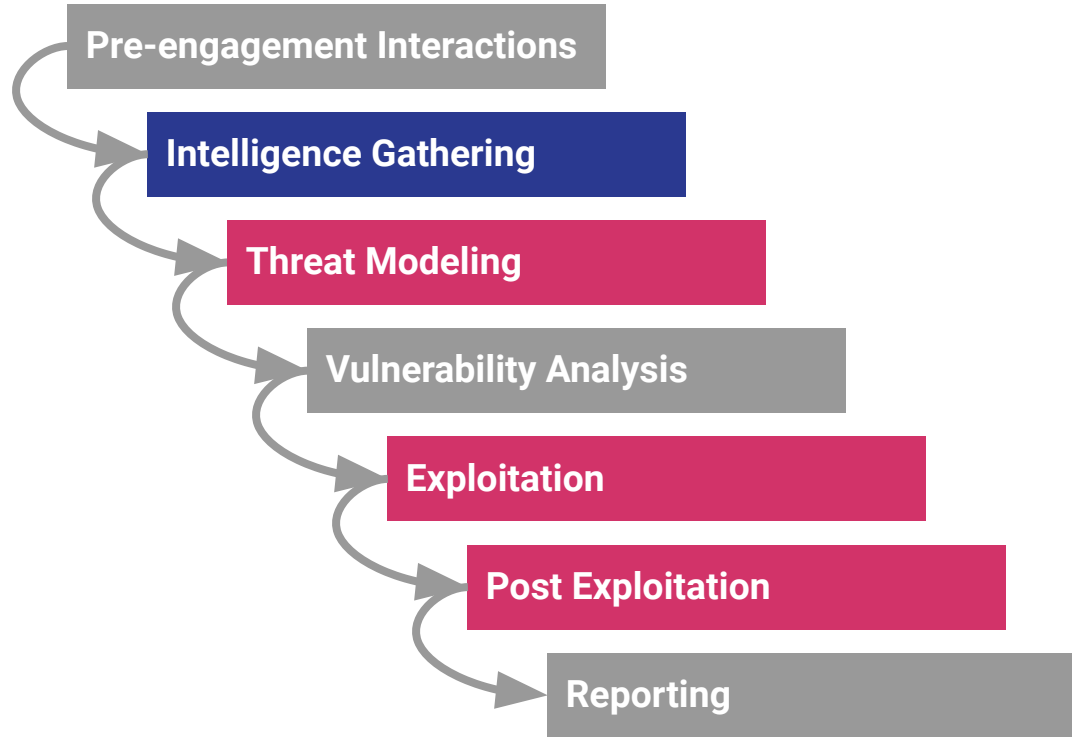 Pre-engagement Interactions
Intelligence Gathering
Threat Modeling
Vulnerability Analysis
Exploitation
Post Exploitation
Reporting